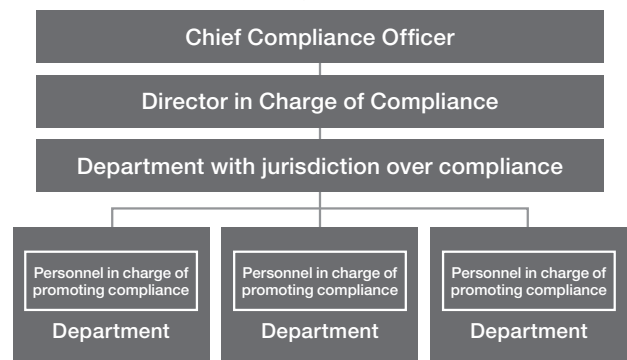 Chief Compliance Officer
Director in Charge of Compliance
Department with jurisdiction over compliance
Personnel in charge of
promoting compliance
Department
Personnel in charge of
promoting compliance
Department
Personnel in charge of
promoting compliance
Department